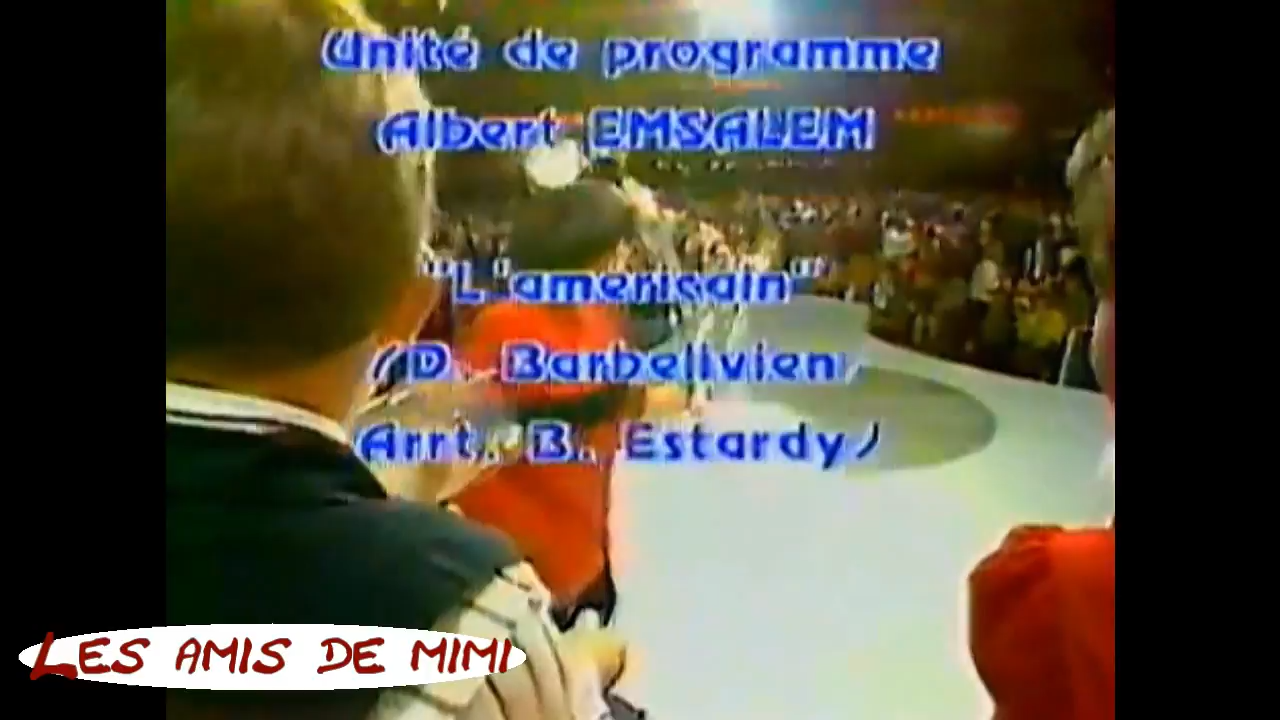 Unité de programme
Albert EMSALEM
"L'americain"
(D. Barbelivien
Arrt. B. Estardy)
LES AMIS DE MIMI